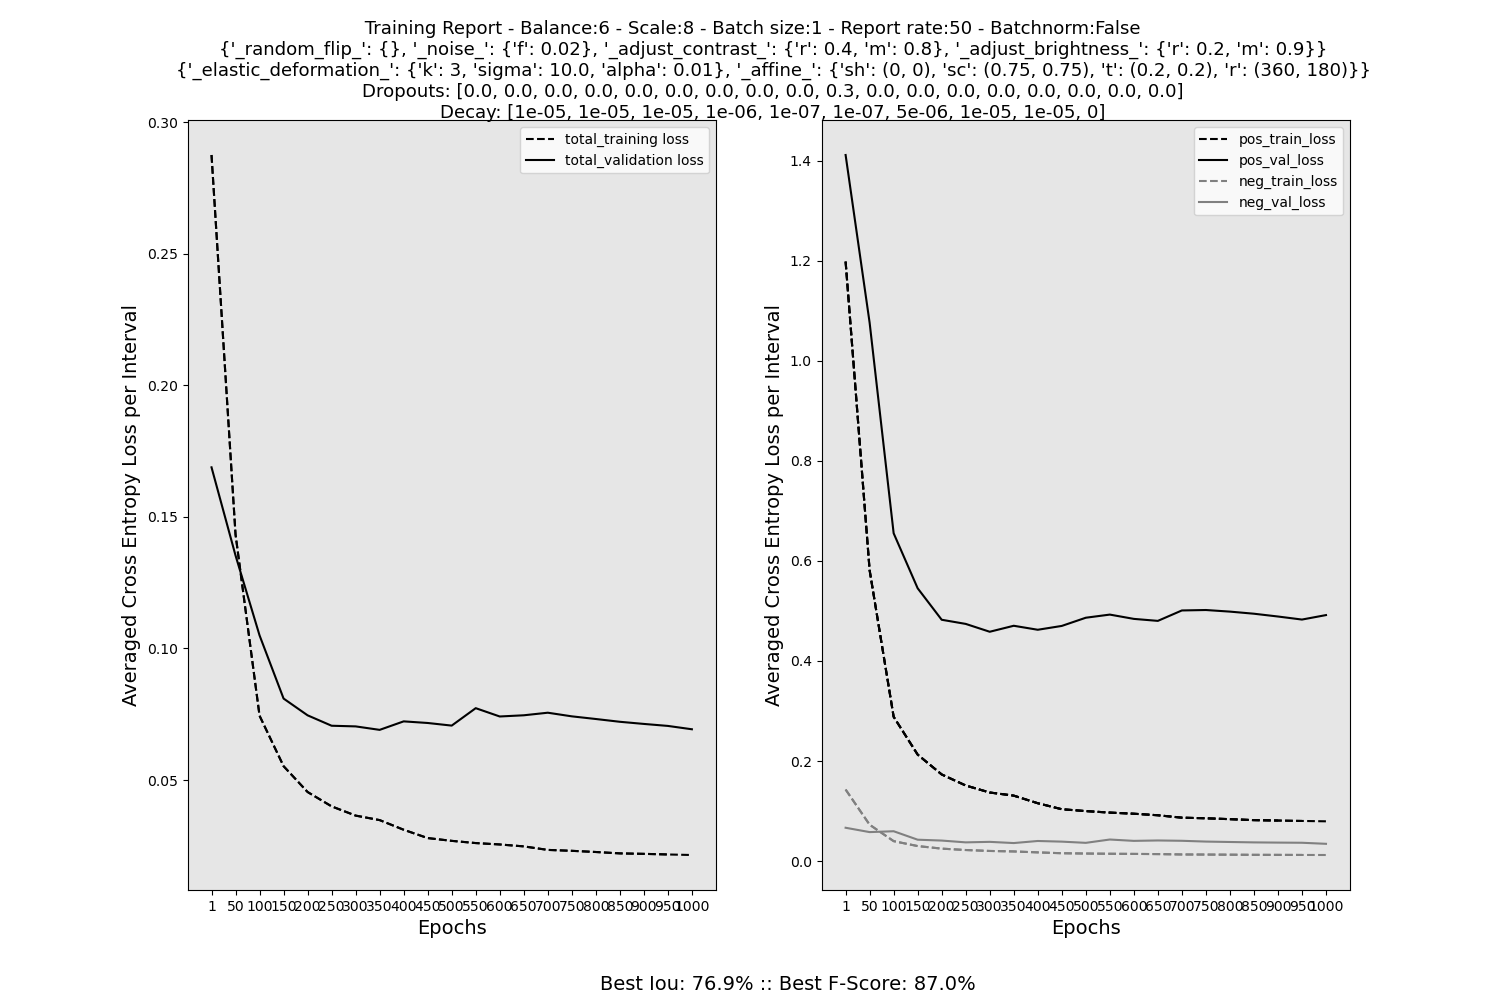 Training Report - Balance:6 - Scale:8 - Batch size:1 - Report rate:50 - Batchnorm:False
{'_random_flip_': {}, '_noise_': {'f': 0.02}, '_adjust_contrast_': {'r': 0.4, 'm': 0.8}, '_adjust_brightness_': {'r': 0.2, 'm': 0.9}}
{'_elastic_deformation_': {'k': 3, 'sigma': 10.0, 'alpha': 0.01}, '_affine_': {'sh': (0, 0), 'sc': (0.75, 0.75), 't': (0.2, 0.2), 'r': (360, 180)}}
Dropouts: [0.0, 0.0, 0.0, 0.0, 0.0, 0.0, 0.0, 0.0, 0.0, 0.3, 0.0, 0.0, 0.0, 0.0, 0.0, 0.0, 0.0, 0.0]
Decay: [1e-05, 1e-05, 1e-05, 1e-06, 1e-07, 1e-07, 5e-06, 1e-05, 1e-05, 0]
Averaged Cross Entropy Loss per Interval
0.30
0.25
0.20
0.15
0.10
0.05
total_training loss
total_validation loss
1 50 100 150 200 250 300 350 400 450 500 550 600 650 700 750 800 850 900 950 1000
Epochs
Averaged Cross Entropy Loss per Interval
1.4
1.2
1.0
0.8
0.6
0.4
0.2
0.0
pos_train_loss
pos_val_loss
neg_train_loss
neg_val_loss
1 50 100 150 200 250 300 350 400 450 500 550 600 650 700 750 800 850 900 950 1000
Epochs
Best Iou: 76.9% :: Best F-Score: 87.0%